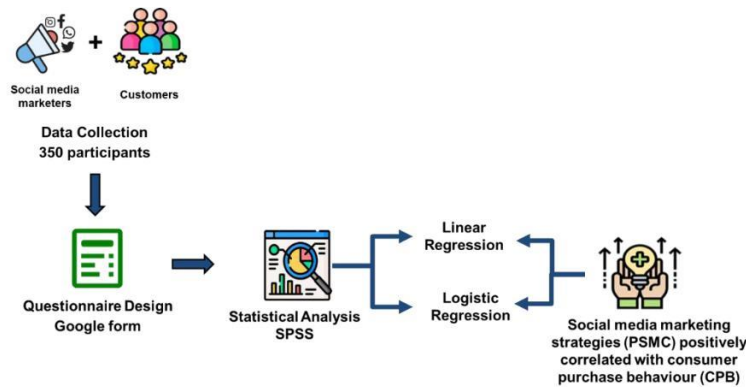 Social media
marketers
+
Customers
Data Collection
350 participants
Questionnaire Design
Google form
Statistical Analysis
SPSS
Linear
Regression
Logistic
Regression
Social media marketing
strategies (PSMC) positively
correlated with consumer
purchase behaviour (CPB)